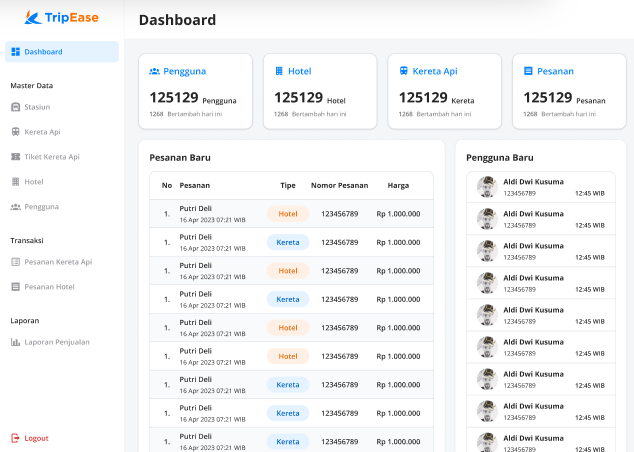 TripEase
Dashboard
Dashboard
Master Data
Stasiun
Kereta Api
Tiket Kereta Api
Hotel
Pengguna
Transaksi
Pesanan Kereta Api
Pesanan Hotel
Laporan
Laporan Penjualan
Logout
Pengguna
125129 Pengguna
1268 Bertambah hari ini
Hotel
125129 Hotel
1268 Bertambah hari ini
Kereta Api
125129 Kereta
1268 Bertambah hari ini
Pesanan
125129 Pesanan
1268 Bertambah hari ini
Pesanan Baru
No Pesanan Tipe Nomor Pesanan Harga
1. Putri Deli Hotel 123456789 Rp 1.000.000
16 Apr 2023 07:21 WIB
1. Putri Deli Kereta 123456789 Rp 1.000.000
16 Apr 2023 07:21 WIB
1. Putri Deli Hotel 123456789 Rp 1.000.000
16 Apr 2023 07:21 WIB
1. Putri Deli Kereta 123456789 Rp 1.000.000
16 Apr 2023 07:21 WIB
1. Putri Deli Hotel 123456789 Rp 1.000.000
16 Apr 2023 07:21 WIB
1. Putri Deli Hotel 123456789 Rp 1.000.000
16 Apr 2023 07:21 WIB
1. Putri Deli Kereta 123456789 Rp 1.000.000
16 Apr 2023 07:21 WIB
1. Putri Deli Kereta 123456789 Rp 1.000.000
16 Apr 2023 07:21 WIB
1. Putri Deli Kereta 123456789 Rp 1.000.000
16 Apr 2023 07:21 WIB
Pengguna Baru
Aldi Dwi Kusuma
123456789 12:45 WIB
Aldi Dwi Kusuma
123456789 12:45 WIB
Aldi Dwi Kusuma
123456789 12:45 WIB
Aldi Dwi Kusuma
123456789 12:45 WIB
Aldi Dwi Kusuma
123456789 12:45 WIB
Aldi Dwi Kusuma
123456789 12:45 WIB
Aldi Dwi Kusuma
123456789 12:45 WIB
Aldi Dwi Kusuma
123456789 12:45 WIB
Aldi Dwi Kusuma
123456789 12:45 WIB